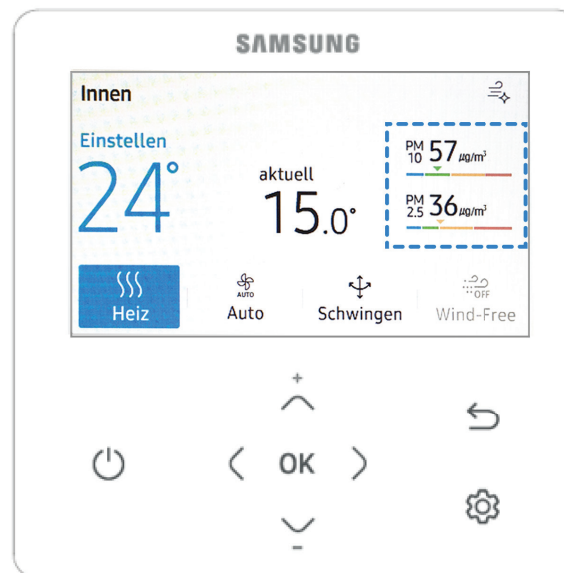 SAMSUNG
Innen
Einstellen
24°
aktuell
15.0°
PM 10 57 µg/m³
PM 2.5 36 µg/m³
Heiz
AUTO
Auto
Schwingen
OFF
Wind-Free
+
OK
-